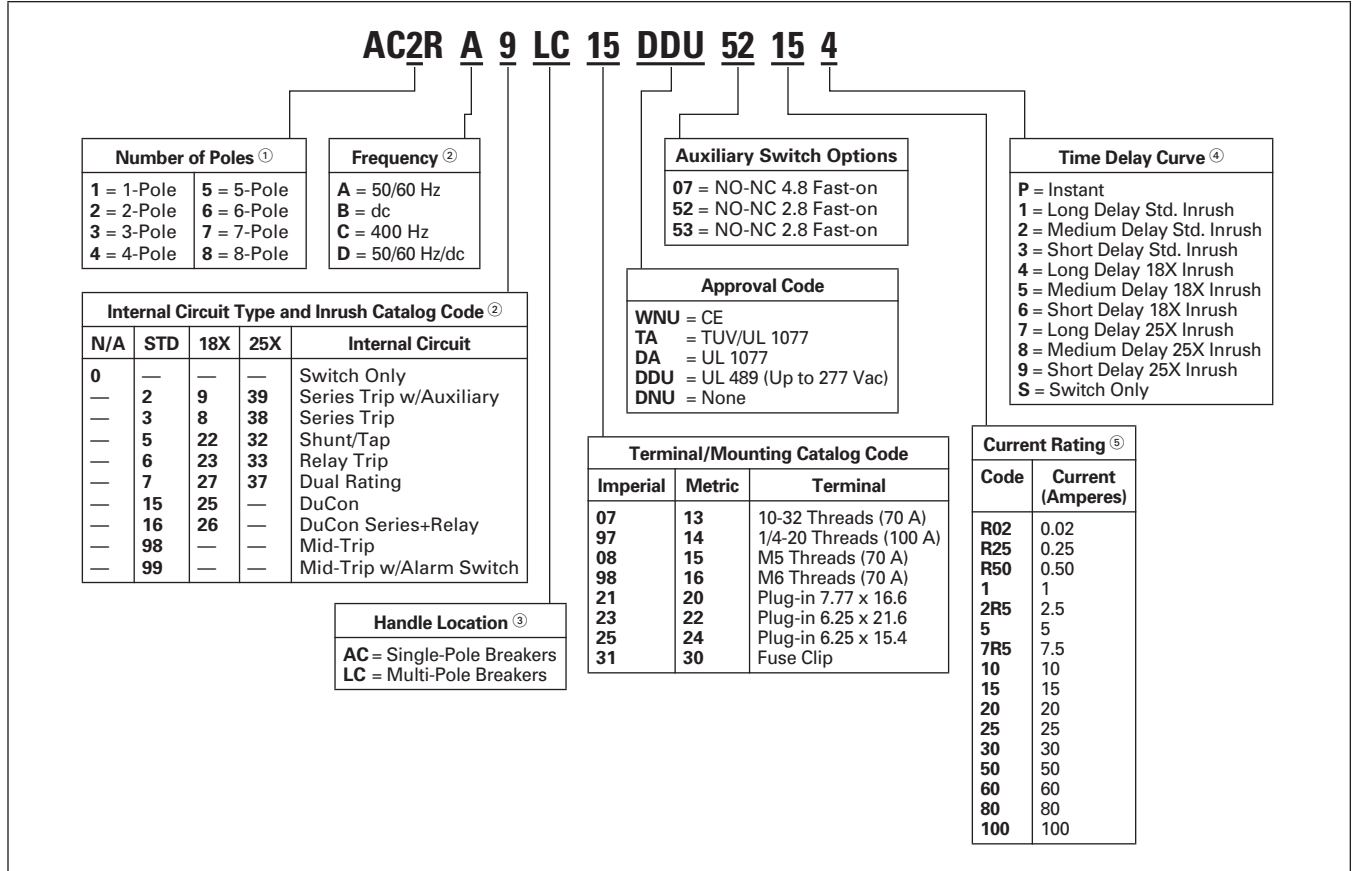 AC2R A 9 LC 15 DDU 52 15 4
Number of Poles ①
1 = 1-Pole 5 = 5-Pole
2 = 2-Pole 6 = 6-Pole
3 = 3-Pole 7 = 7-Pole
4 = 4-Pole 8 = 8-Pole
Frequency ②
A = 50/60 Hz
B = dc
C = 400 Hz
D = 50/60 Hz/dc
Auxiliary Switch Options
07 = NO-NC 4.8 Fast-on
52 = NO-NC 2.8 Fast-on
53 = NO-NC 2.8 Fast-on
Time Delay Curve ④
P = Instant
1 = Long Delay Std. Inrush
2 = Medium Delay Std. Inrush
3 = Short Delay Std. Inrush
4 = Long Delay 18X Inrush
5 = Medium Delay 18X Inrush
6 = Short Delay 18X Inrush
7 = Long Delay 25X Inrush
8 = Medium Delay 25X Inrush
9 = Short Delay 25X Inrush
S = Switch Only
Internal Circuit Type and Inrush Catalog Code ②
N/A STD 18X 25X Internal Circuit
0 — — — Switch Only
— 2 9 39 Series Trip w/Auxiliary
— 3 8 38 Series Trip
— 5 22 32 Shunt/Tap
— 6 23 33 Relay Trip
— 7 27 37 Dual Rating
— 15 25 — DuCon
— 16 26 — DuCon Series+Relay
— 98 — — Mid-Trip
— 99 — — Mid-Trip w/Alarm Switch
Approval Code
WNU = CE
TA = TUV/UL 1077
DA = UL 1077
DDU = UL 489 (Up to 277 Vac)
DNU = None
Handle Location ③
AC = Single-Pole Breakers
LC = Multi-Pole Breakers
Terminal/Mounting Catalog Code
Imperial Metric Terminal
07 13 10-32 Threads (70 A)
97 14 1/4-20 Threads (100 A)
08 15 M5 Threads (70 A)
98 16 M6 Threads (70 A)
21 20 Plug-in 7.77 x 16.6
23 22 Plug-in 6.25 x 21.6
25 24 Plug-in 6.25 x 15.4
31 30 Fuse Clip
Current Rating ⑤
Code Current
(Amperes)
R02 0.02
R25 0.25
R50 0.50
1 1
2R5 2.5
5 5
7R5 7.5
10 10
15 15
20 20
25 25
30 30
50 50
60 60
80 80
100 100